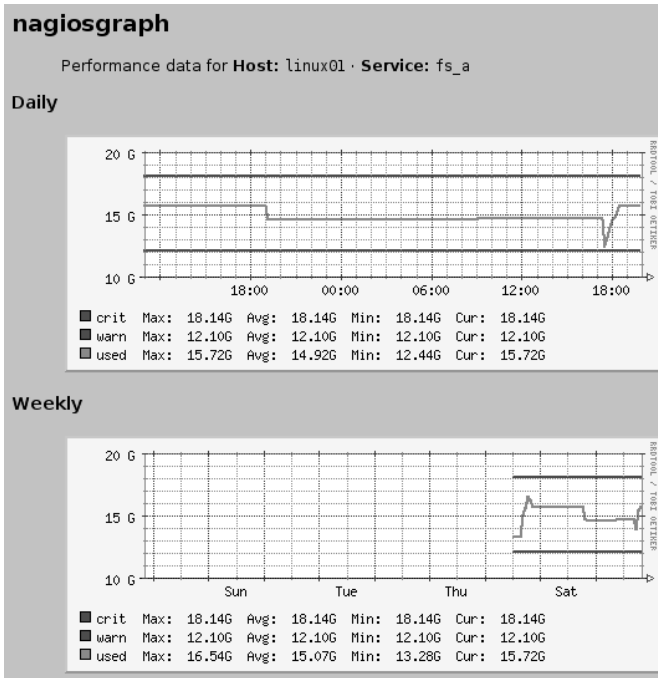 nagiosgraph
Performance data for Host: linux01 · Service: fs_a
Daily
20 G
15 G
10 G
18:00 00:00 06:00 12:00 18:00
RRDTOOL / TOBI OETIKER
crit Max: 18.14G Avg: 18.14G Min: 18.14G Cur: 18.14G
warn Max: 12.10G Avg: 12.10G Min: 12.10G Cur: 12.10G
used Max: 15.72G Avg: 14.92G Min: 12.44G Cur: 15.72G
Weekly
20 G
15 G
10 G
Sun Tue Thu Sat
RRDTOOL / TOBI OETIKER
crit Max: 18.14G Avg: 18.14G Min: 18.14G Cur: 18.14G
warn Max: 12.10G Avg: 12.10G Min: 12.10G Cur: 12.10G
used Max: 16.54G Avg: 15.07G Min: 13.28G Cur: 15.72G